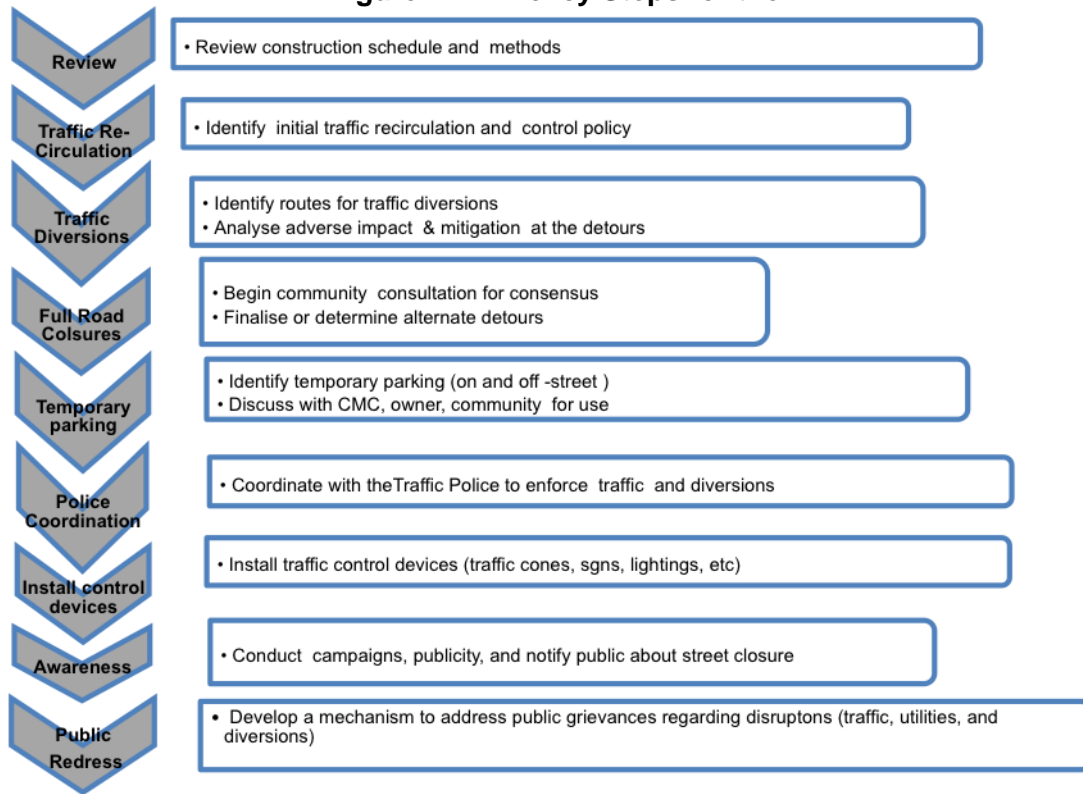 Review
• Review construction schedule and methods
Traffic Re-
Circulation
• Identify initial traffic recirculation and control policy
Traffic
Diversions
• Identify routes for traffic diversions
• Analyse adverse impact & mitigation at the detours
Full Road
Colsures
• Begin community consultation for consensus
• Finalise or determine alternate detours
Temporary
parking
• Identify temporary parking (on and off -street )
• Discuss with CMC, owner, community for use
Police
Coordination
• Coordinate with theTraffic Police to enforce traffic and diversions
Install control
devices
• Install traffic control devices (traffic cones, sgns, lightings, etc)
Awareness
• Conduct campaigns, publicity, and notify public about street closure
Public
Redress
• Develop a mechanism to address public grievances regarding disruptons (traffic, utilities, and
diversions)